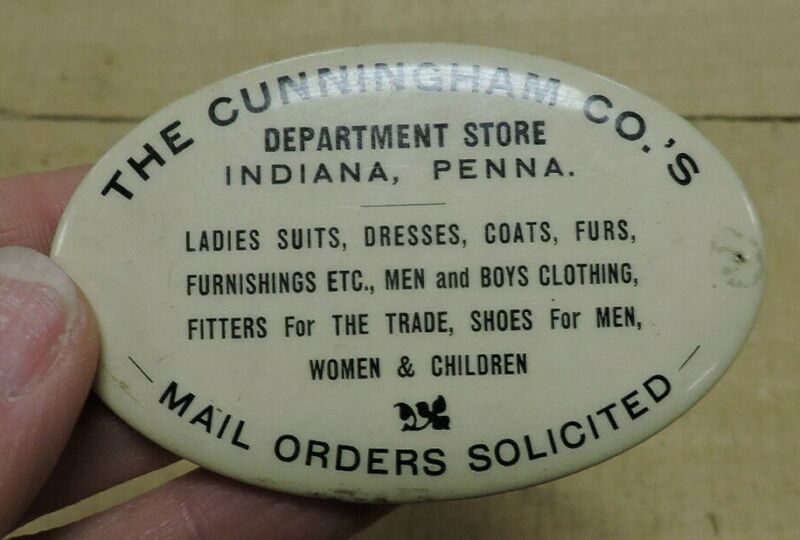 THE CUNNINGHAM CO.'S
DEPARTMENT STORE
INDIANA, PENNA.
LADIES SUITS, DRESSES, COATS, FURS,
FURNISHINGS ETC., MEN and BOYS CLOTHING,
FITTERS For THE TRADE, SHOES For MEN,
WOMEN & CHILDREN
MAIL ORDERS SOLICITED